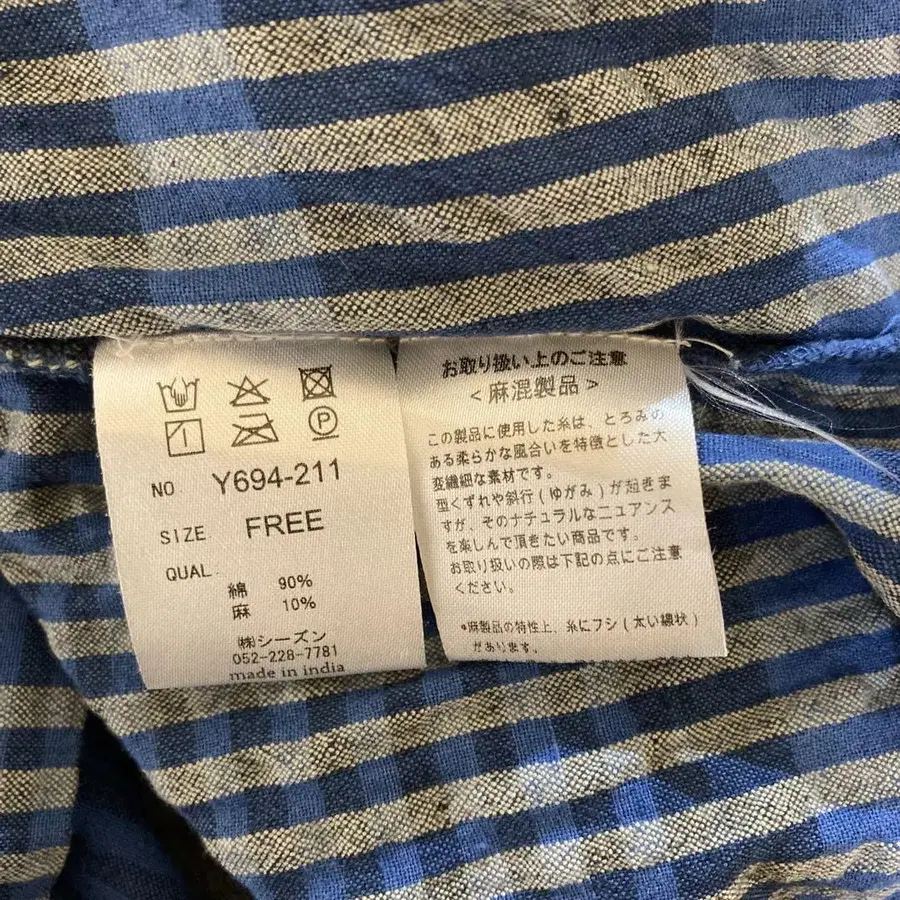 NO Y694-211
SIZE FREE
QUAL.
綿 90%
麻 10%
㈱シーズン
052-228-7781
made in india
お取り扱い上のご注意
<麻混製品>
この製品に使用した糸は、とろみの
ある柔らかな風合いを特徴とした大
変繊細な素材です。
型くずれや斜行(ゆがみ)が起きま
すが、そのナチュラルなニュアンス
を楽しんで頂きたい商品です。
お取り扱いの際は下記の点にご注意
ください。
*麻製品の特性上、糸にフシ(太い線状)
があります。